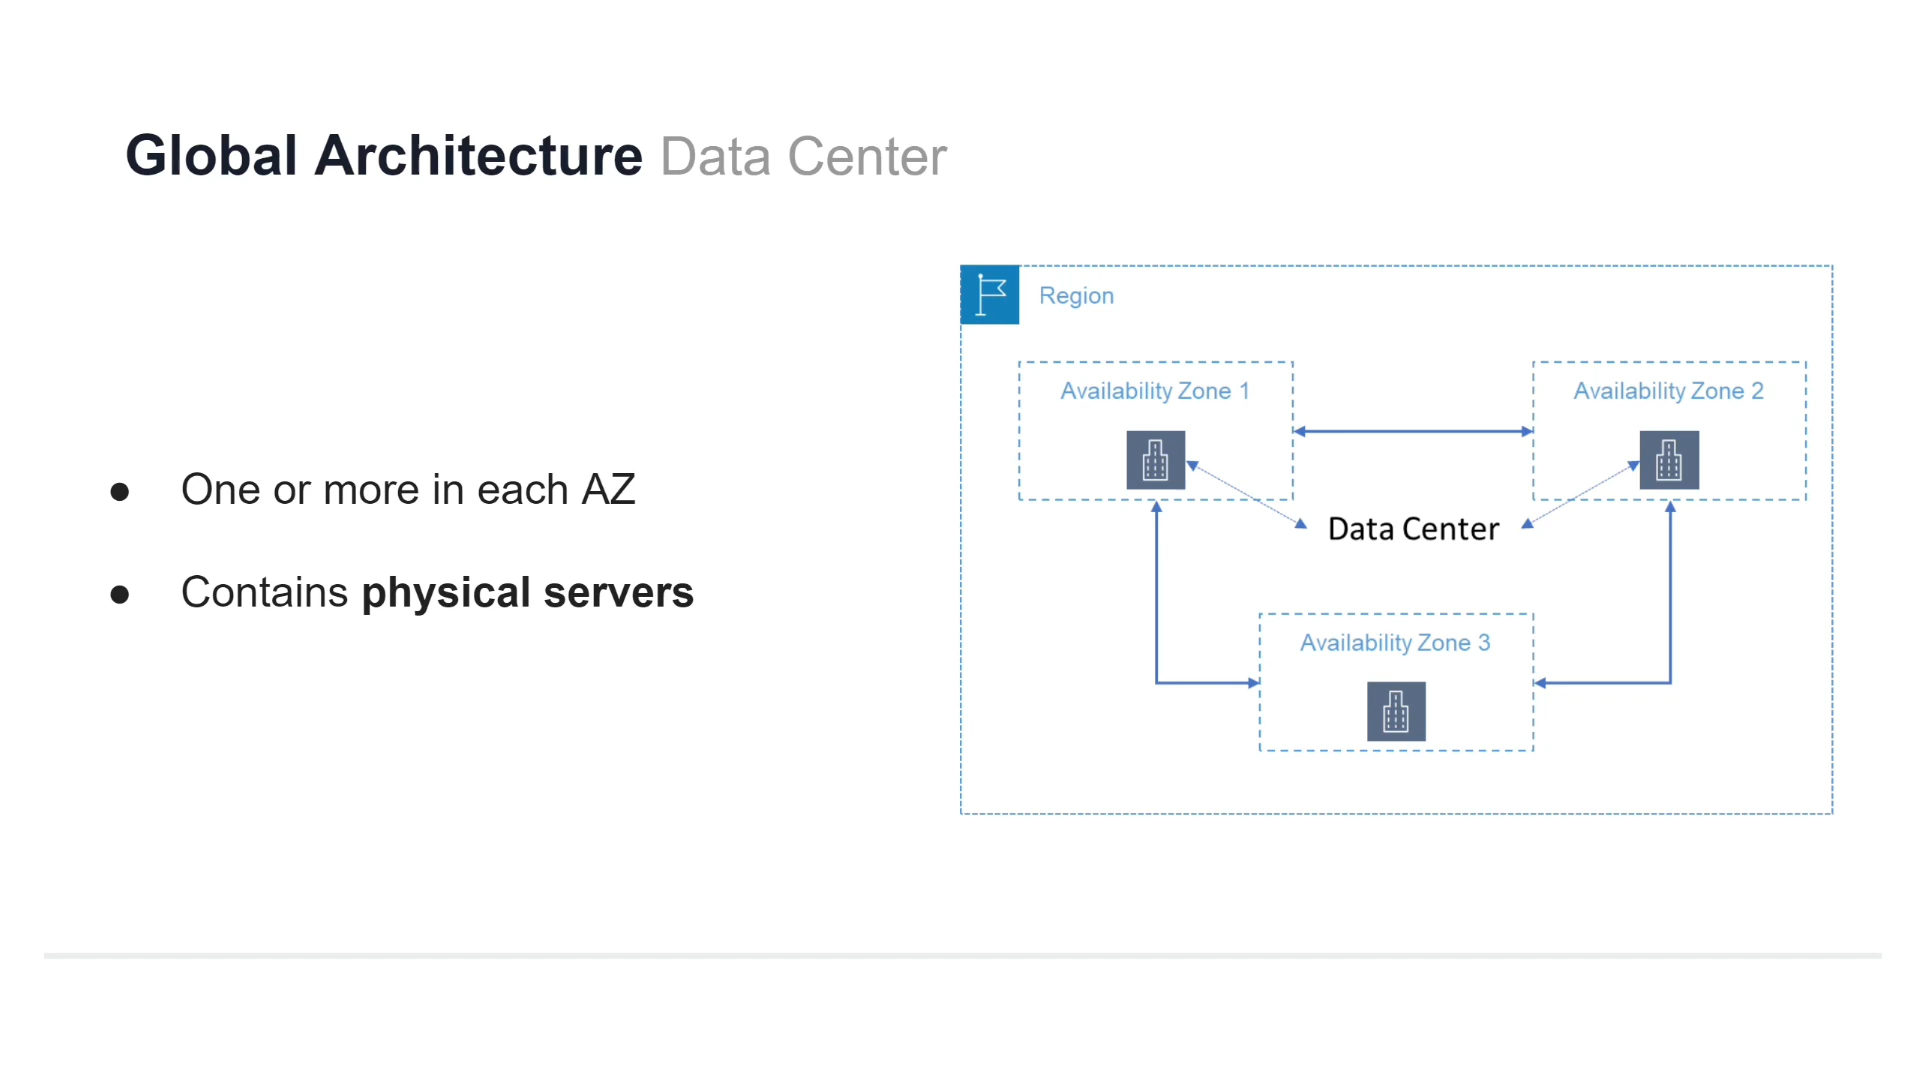 Global Architecture Data Center
● One or more in each AZ
● Contains physical servers
Region
Availability Zone 1
Availability Zone 2
Data Center
Availability Zone 3